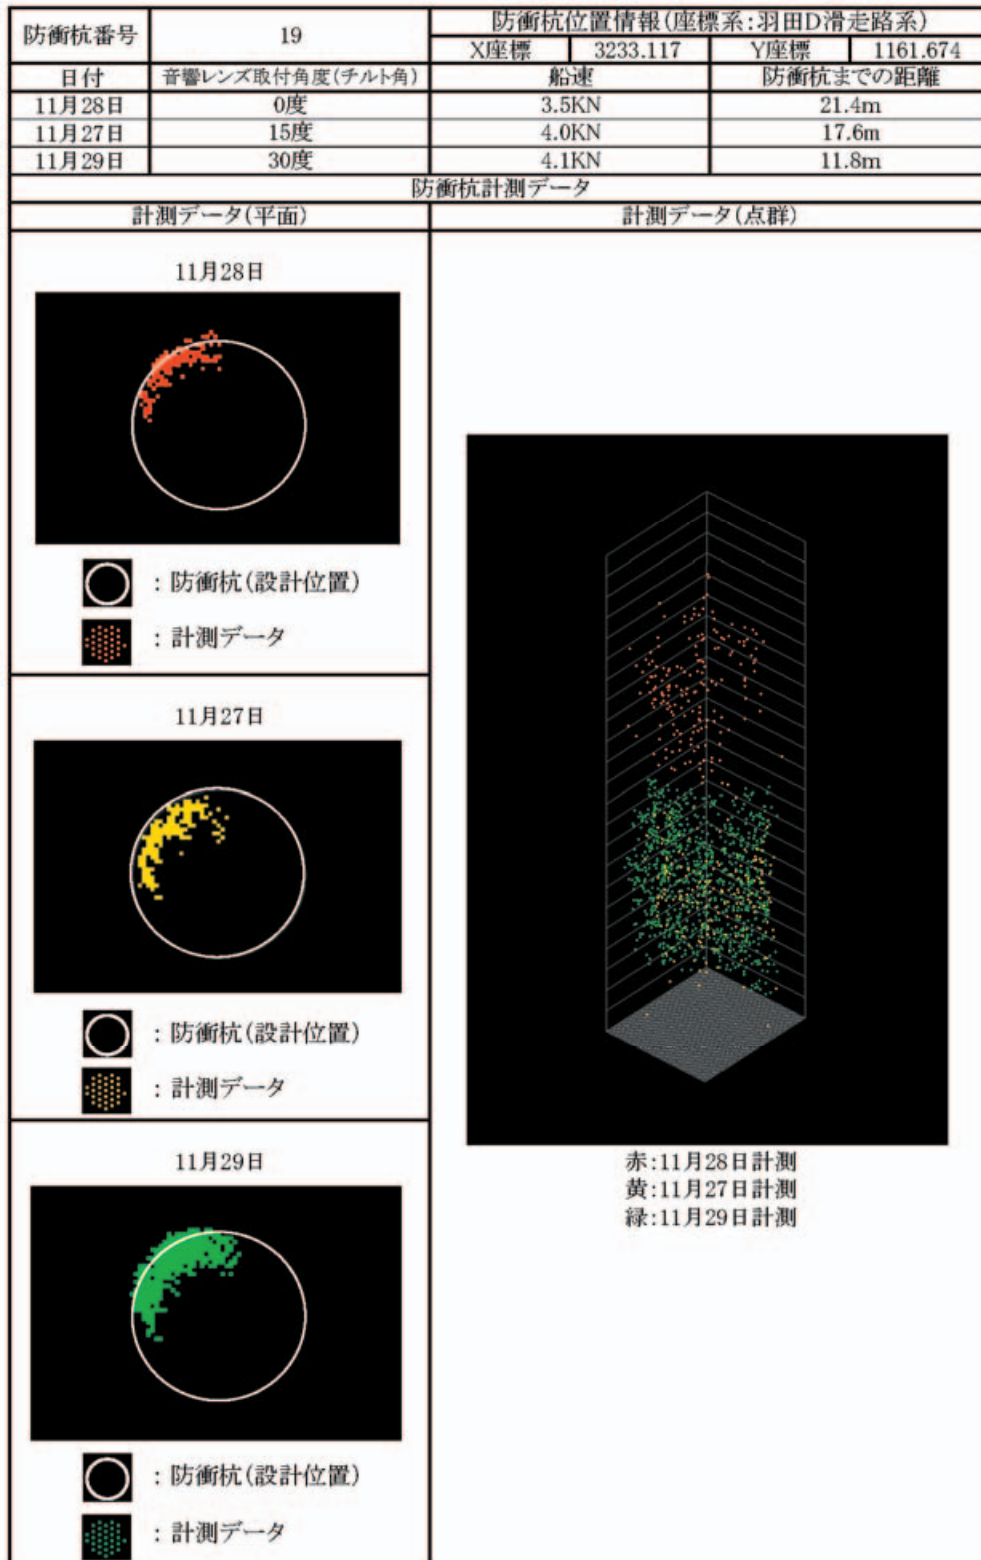 防衝杭番号 19 防衝杭位置情報(座標系:羽田D滑走路系)
X座標 3233.117 Y座標 1161.674
日付 音響レンズ取付角度(チルト角) 船速 防衝杭までの距離
11月28日 0度 3.5KN 21.4m
11月27日 15度 4.0KN 17.6m
11月29日 30度 4.1KN 11.8m
防衝杭計測データ
計測データ(平面) 計測データ(点群)
11月28日
:防衝杭(設計位置)
:計測データ
11月27日
:防衝杭(設計位置)
:計測データ
11月29日
:防衝杭(設計位置)
:計測データ
赤:11月28日計測
黄:11月27日計測
緑:11月29日計測